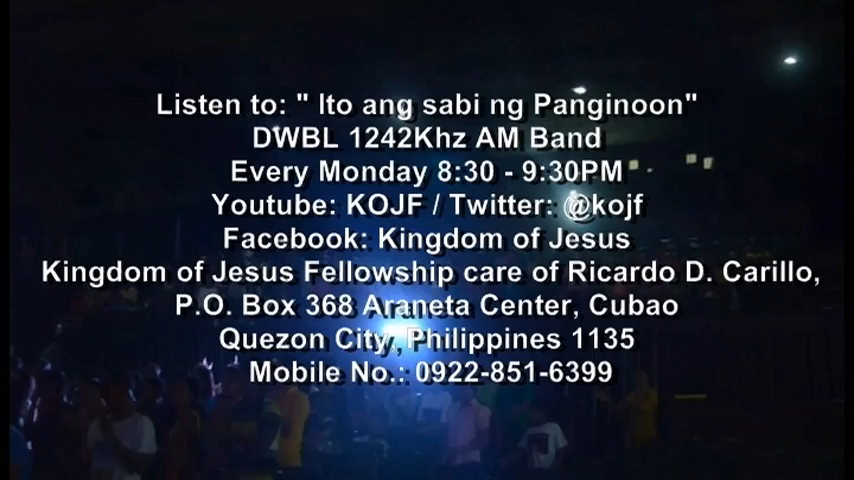 Listen to: " Ito ang sabi ng Panginoon"
DWBL 1242Khz AM Band
Every Monday 8:30 - 9:30PM
Youtube: KOJF / Twitter: @kojf
Facebook: Kingdom of Jesus
Kingdom of Jesus Fellowship care of Ricardo D. Carillo,
P.O. Box 368 Araneta Center, Cubao
Quezon City, Philippines 1135
Mobile No.: 0922-851-6399